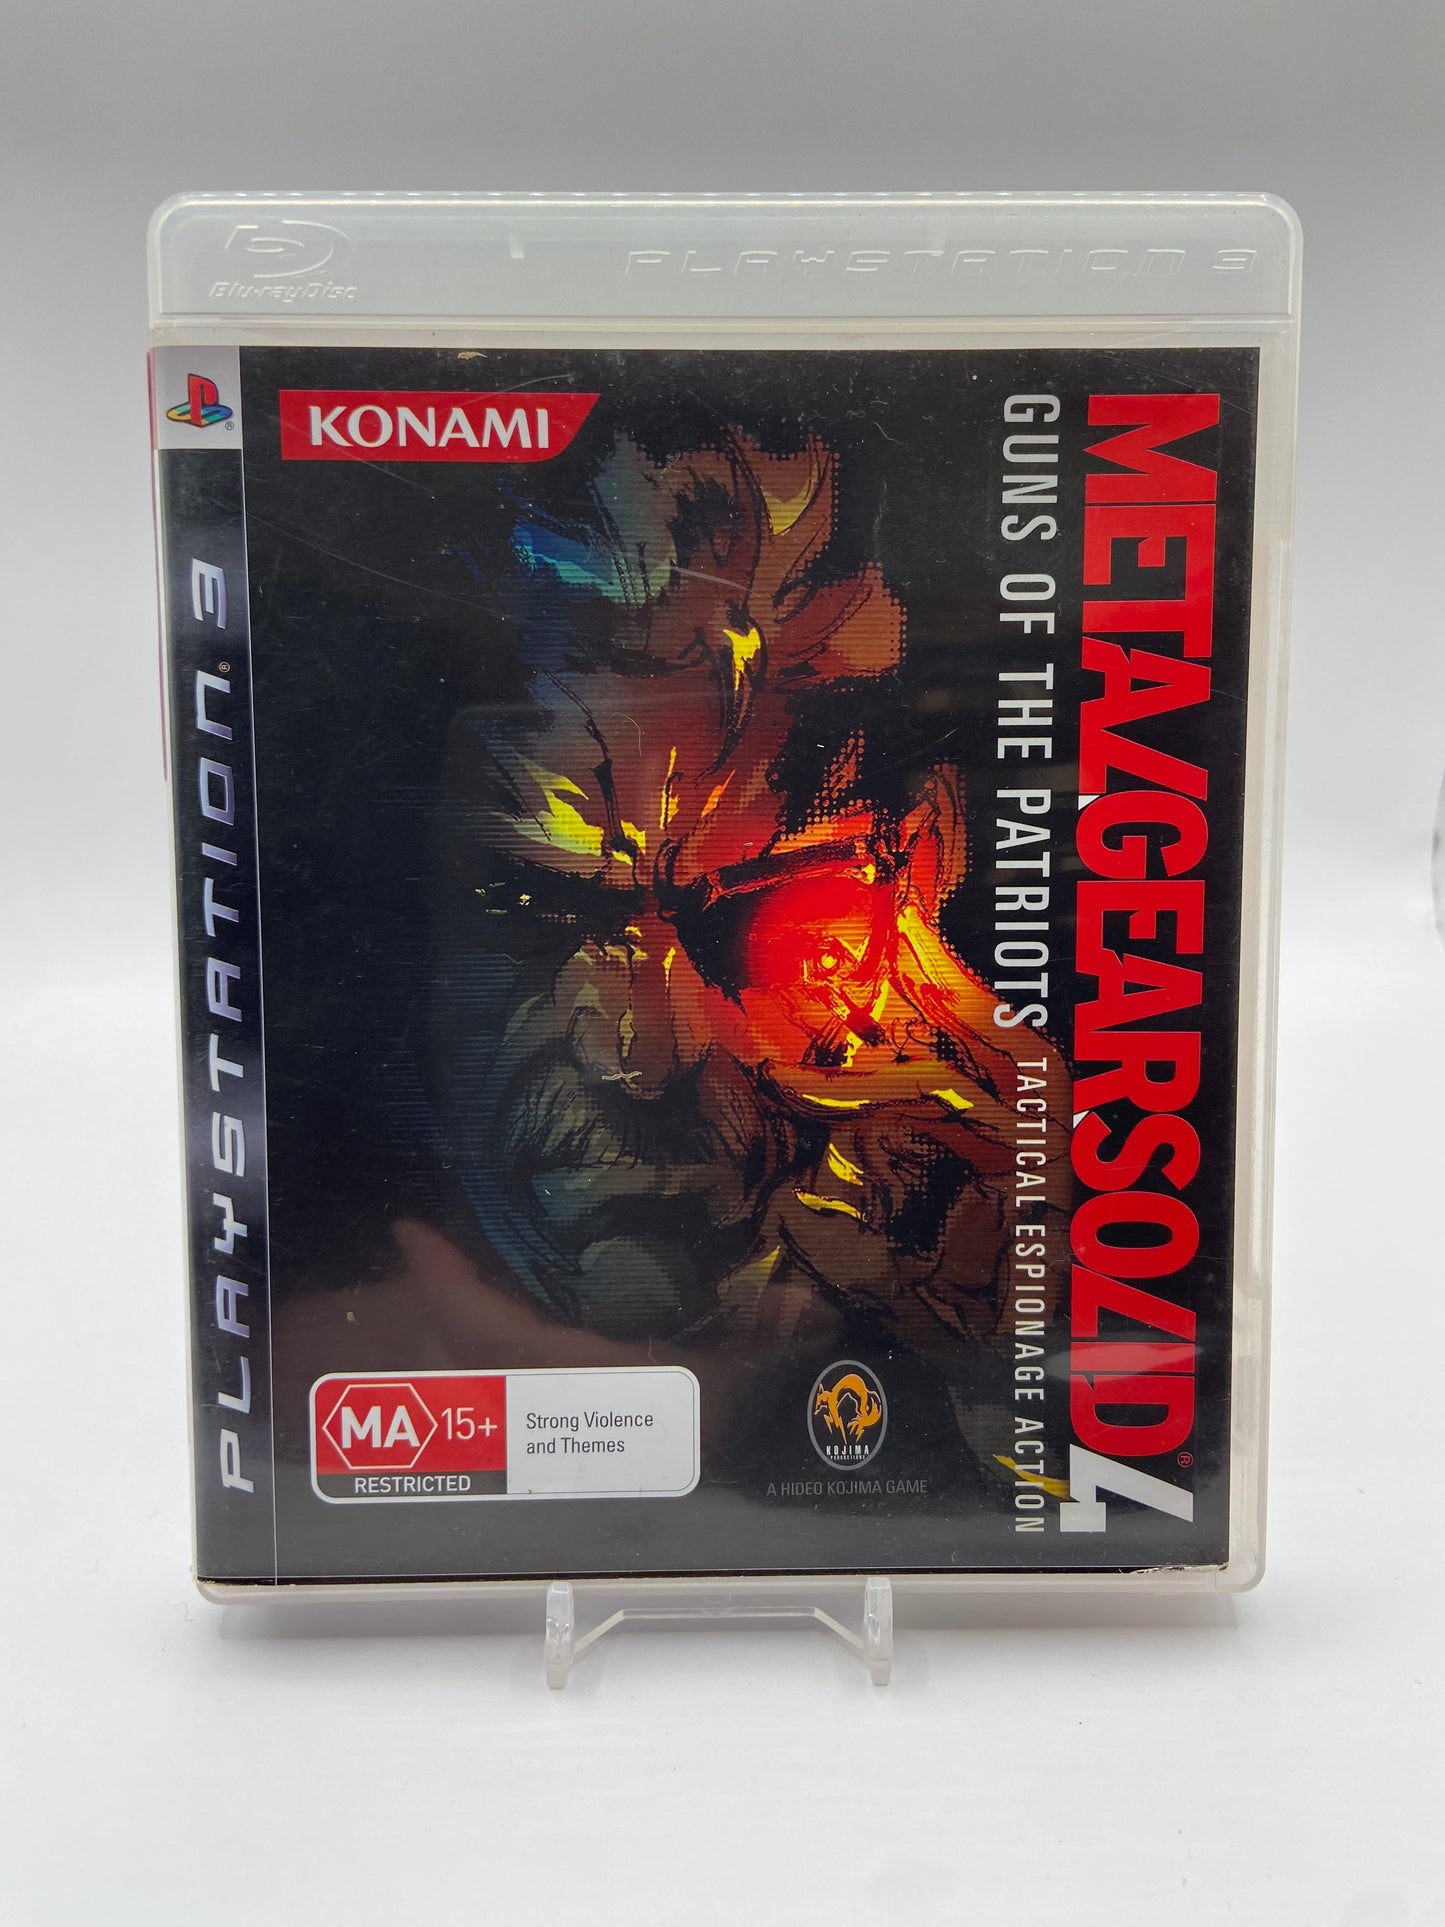 Blu-ray Disc
PLAYSTATION 3
KONAMI
PLAYSTATION®3
METAL GEAR SOLID® 4
GUNS OF THE PATRIOTS
TACTICAL ESPIONAGE ACTION
MA 15+
RESTRICTED
Strong Violence
and Themes
KOJIMA
PRODUCTIONS
A HIDEO KOJIMA GAME